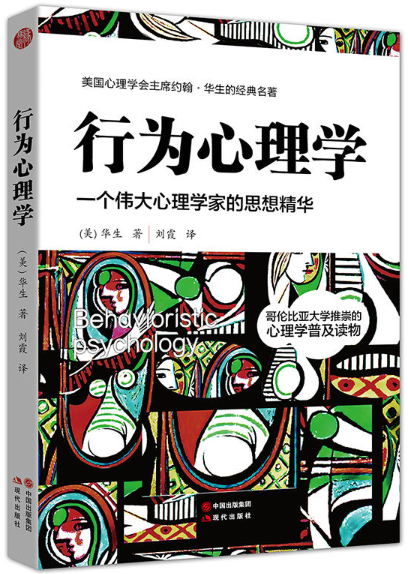 美国心理学会主席约翰·华生的经典名著
行为心理学
一个伟大心理学家的思想精华
(美)华生 著 刘霞 译
哥伦比亚大学推崇的
心理学普及读物
Behavioristic
psychology
中国出版集团
现代出版社
行为心理学
(美)华生 著 刘霞 译
中国出版集团
现代出版社